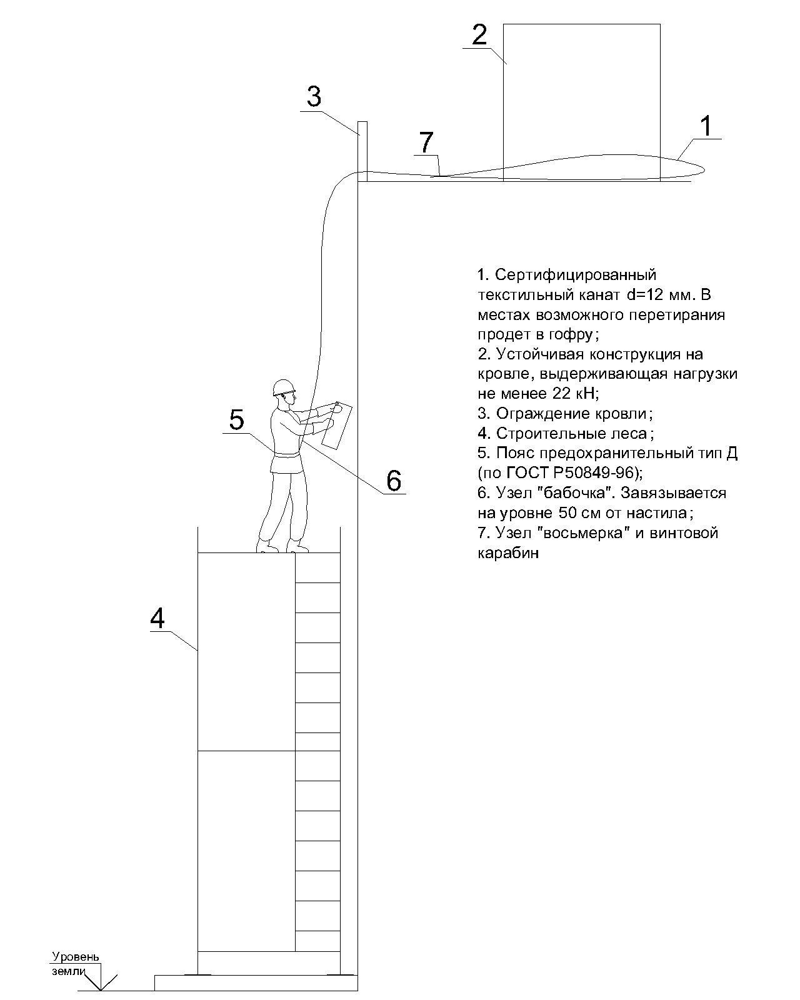 2
3
1
7
1. Сертифицированный
текстильный канат d=12 мм. В
местах возможного перетирания
продет в гофру;
2. Устойчивая конструкция на
кровле, выдерживающая нагрузки
не менее 22 кН;
3. Ограждение кровли;
4. Строительные леса;
5. Пояс предохранительный тип Д
(по ГОСТ Р50849-96);
6. Узел "бабочка". Завязывается
на уровне 50 см от настила;
7. Узел "восьмерка" и винтовой
карабин
5
6
4
Уровень
земли